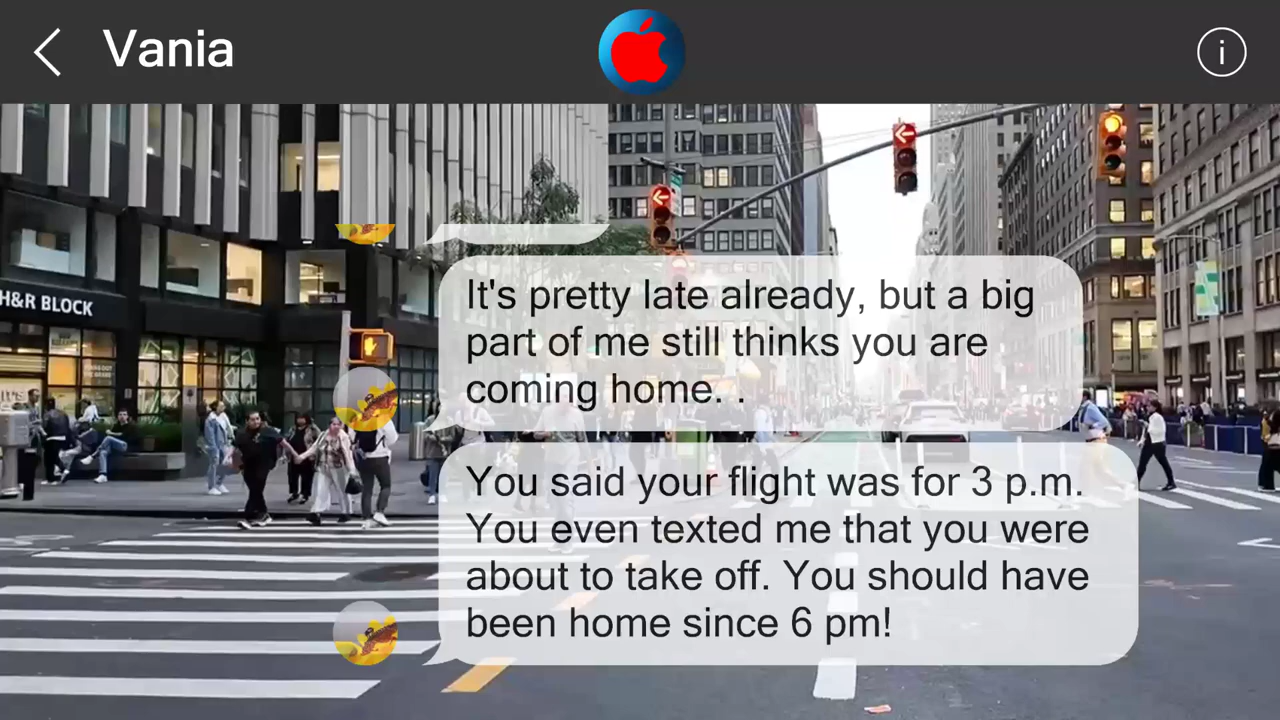 Vania
i
H&R BLOCK
It's pretty late already, but a big
part of me still thinks you are
coming home. .
You said your flight was for 3 p.m.
You even texted me that you were
about to take off. You should have
been home since 6 pm!